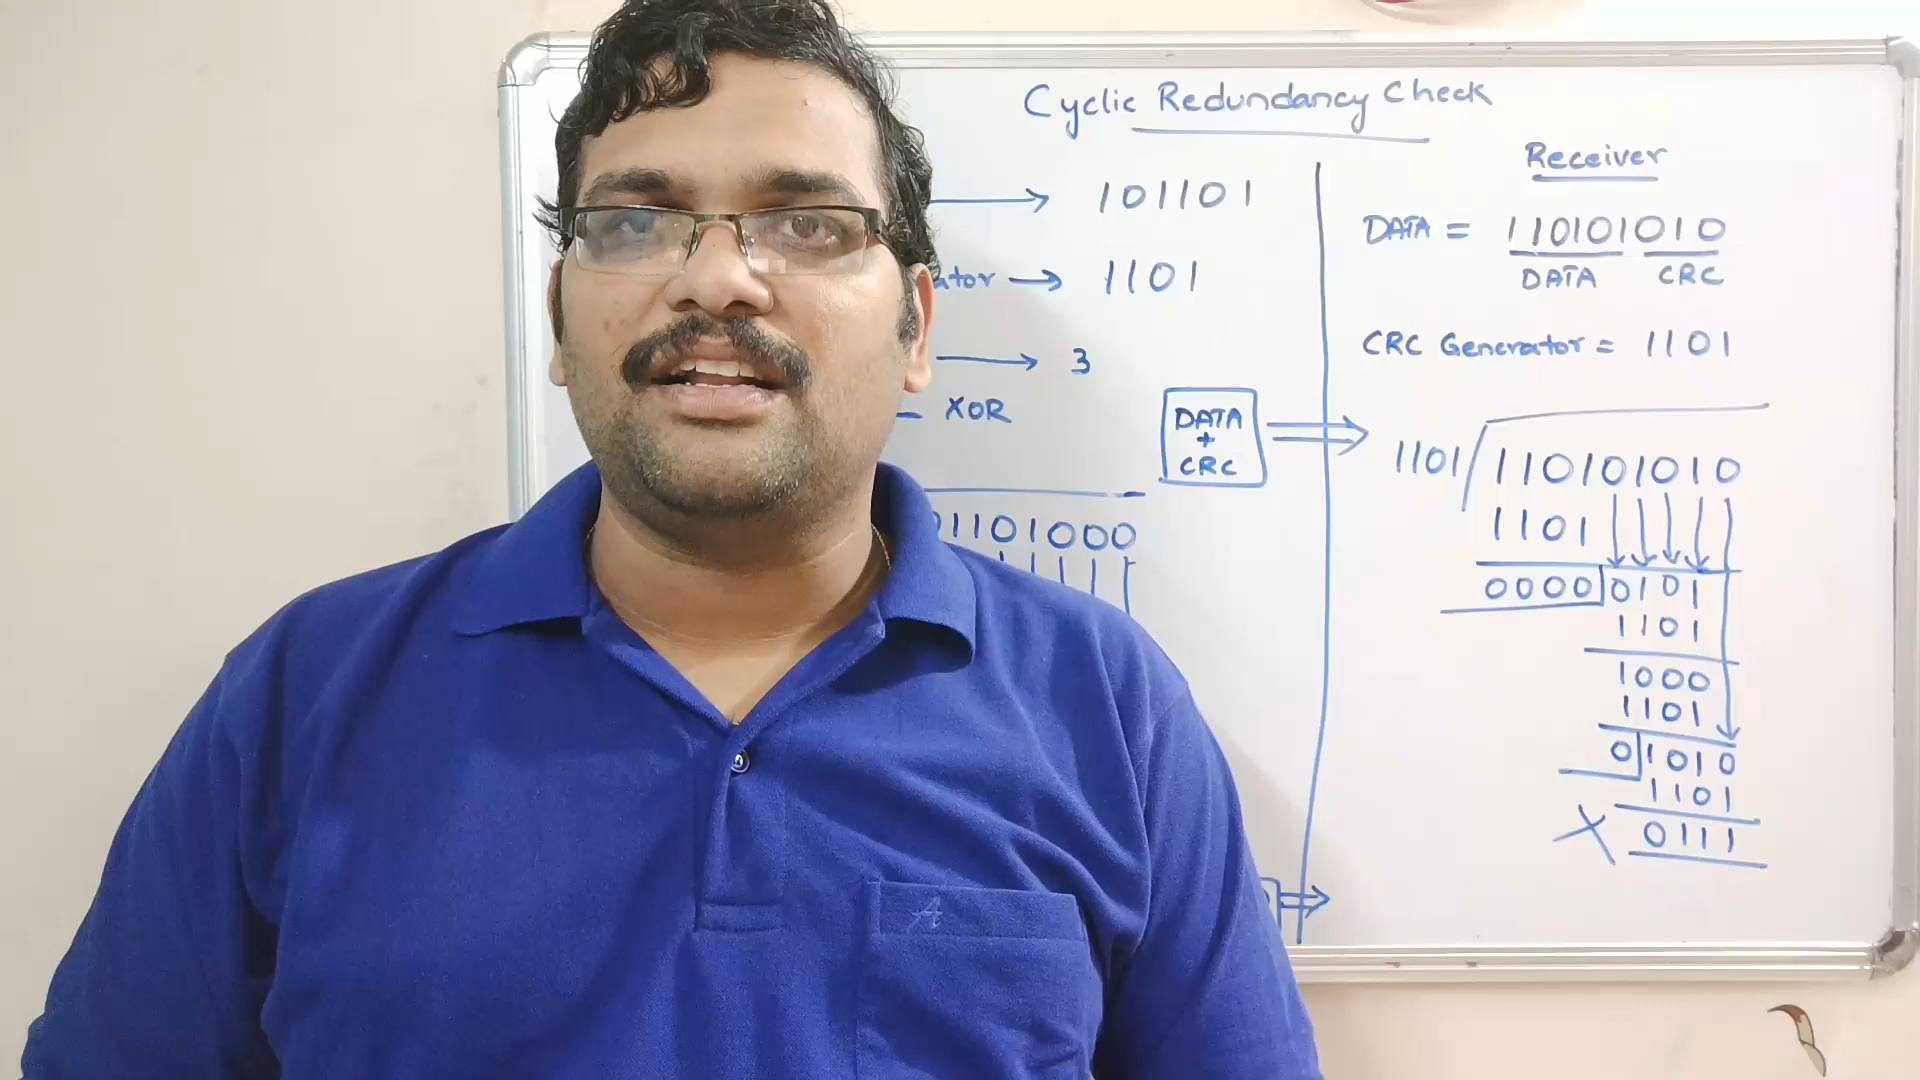 Cyclic Redundancy Check
→ 101101
ator → 1101
→ 3
- XOR
DATA
+
CRC
1101000
Receiver
DATA = 110101010
DATA CRC
CRC Generator = 1101
1101 110101010
1101
0000 0101
1101
1000
1101
0 1010
1101
X 0111
A